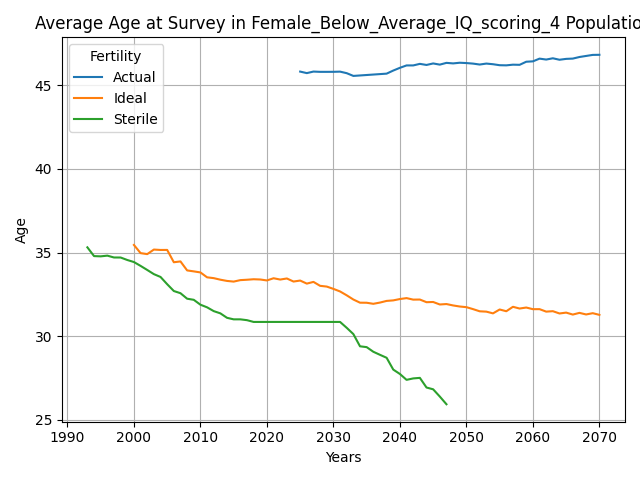 Average Age at Survey in Female_Below_Average_IQ_scoring_4 Populatio
Fertility
Actual
Ideal
Sterile
45
40
35
30
25
Age
1990 2000 2010 2020 2030 2040 2050 2060 2070
Years